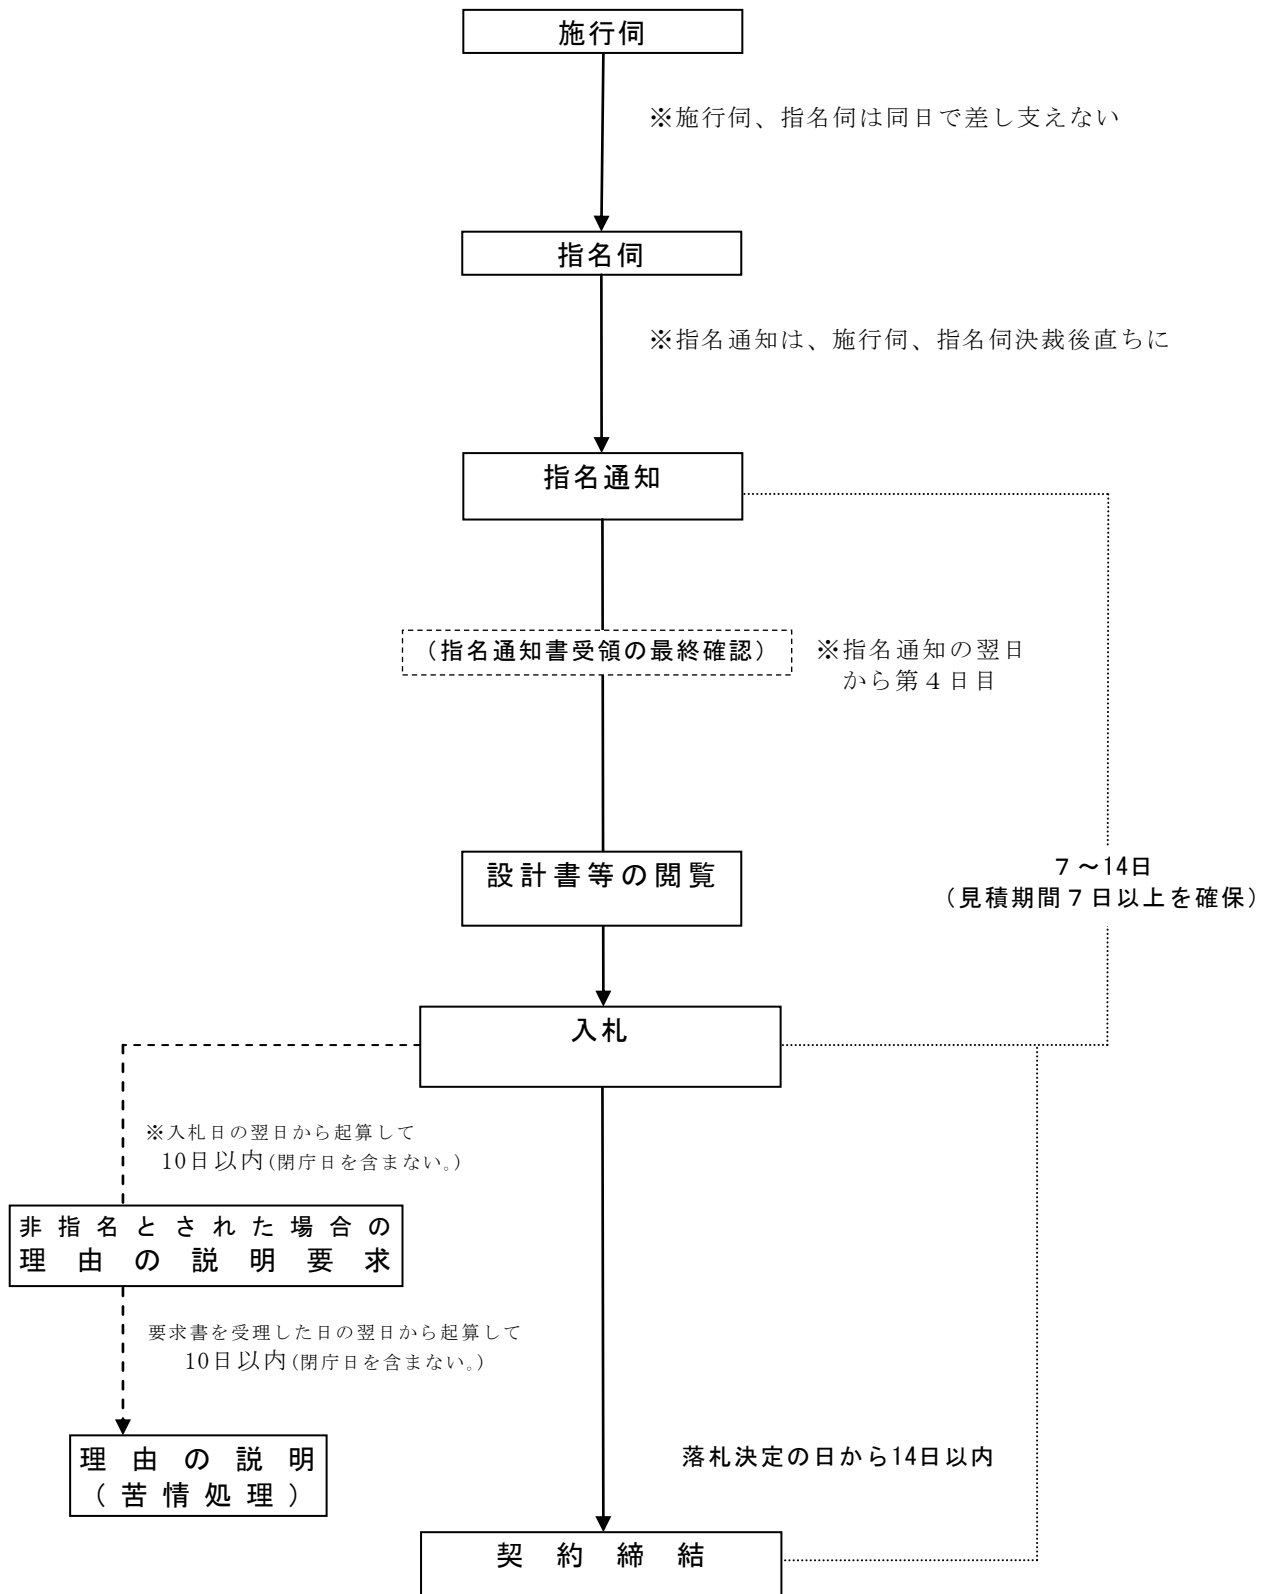 施行伺
※施行伺、指名伺は同日で差し支えない
指名伺
※指名通知は、施行伺、指名伺決裁後直ちに
指名通知
（指名通知書受領の最終確認）
※指名通知の翌日
から第４日目
設計書等の閲覧
７～14日
（見積期間７日以上を確保）
入札
※入札日の翌日から起算して
10日以内(閉庁日を含まない。)
非指名とされた場合の
理由の説明要求
要求書を受理した日の翌日から起算して
10日以内(閉庁日を含まない。)
理由の説明
（苦情処理）
落札決定の日から14日以内
契約締結